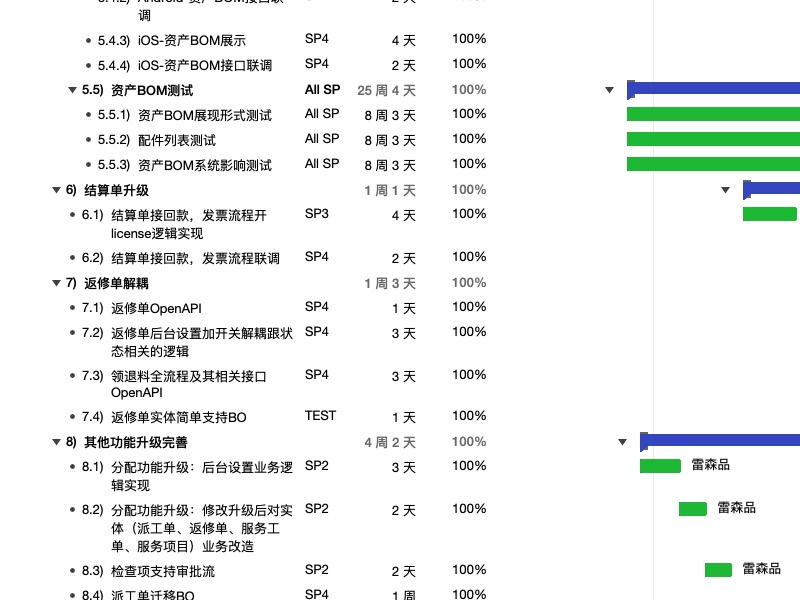 5.4.2) Android-资产BOM接口联 2 天 100%
调
• 5.4.3) iOS-资产BOM展示 SP4 4 天 100%
• 5.4.4) iOS-资产BOM接口联调 SP4 2 天 100%
5.5) 资产BOM测试 All SP 25 周 4 天 100%
• 5.5.1) 资产BOM展现形式测试 All SP 8 周 3 天 100%
• 5.5.2) 配件列表测试 All SP 8 周 3 天 100%
• 5.5.3) 资产BOM系统影响测试 All SP 8 周 3 天 100%
6) 结算单升级 1 周 1 天 100%
• 6.1) 结算单接回款，发票流程开 SP3 4 天 100%
license逻辑实现
• 6.2) 结算单接回款，发票流程联调 SP4 2 天 100%
7) 返修单解耦 1 周 3 天 100%
• 7.1) 返修单OpenAPI SP4 1 天 100%
• 7.2) 返修单后台设置加开关解耦跟状 SP4 3 天 100%
态相关的逻辑
• 7.3) 领退料全流程及其相关接口 SP4 3 天 100%
OpenAPI
• 7.4) 返修单实体简单支持BO TEST 1 天 100%
8) 其他功能升级完善 4 周 2 天 100%
• 8.1) 分配功能升级：后台设置业务逻 SP2 3 天 100% 雷森品
辑实现
• 8.2) 分配功能升级：修改升级后对实 SP2 2 天 100% 雷森品
体（派工单、返修单、服务工
单、服务项目）业务改造
• 8.3) 检查项支持审批流 SP2 2 天 100% 雷森品
• 8.4) 派工单迁移BO SP4 1 周 100%